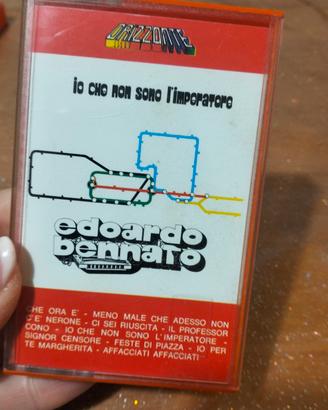 ORIZZONTE
io che non sono l'imperatore
edoardo
bennato
CHE ORA E' - MENO MALE CHE ADESSO NON
C'E' NERONE - CI SEI RIUSCITA - IL PROFESSOR
CONO - IO CHE NON SONO L'IMPERATORE -
SIGNOR CENSORE - FESTE DI PIAZZA - IO PER
TE MARGHERITA - AFFACCIATI AFFACCIATI